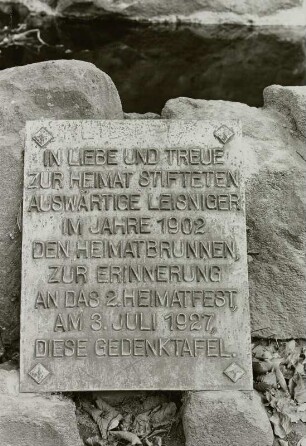 IN LIEBE UND TREUE
ZUR HEIMAT STIFTETEN
AUSWÄRTIGE LEISNIGER
IM JAHRE 1902
DEN HEIMATBRUNNEN,
ZUR ERINNERUNG
AN DAS 2. HEIMATFEST,
AM 3. JULI 1927,
DIESE GEDENKTAFEL.